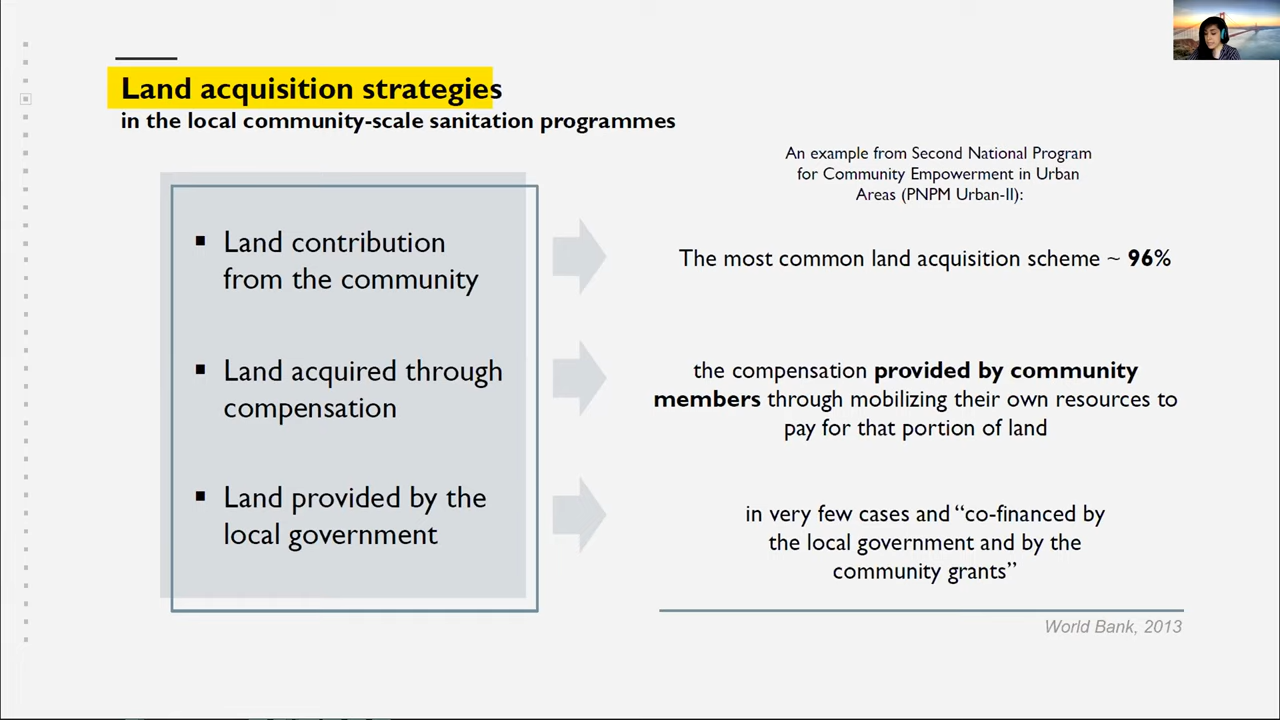 Land acquisition strategies
in the local community-scale sanitation programmes
An example from Second National Program
for Community Empowerment in Urban
Areas (PNPM Urban-II):
▪ Land contribution
from the community
The most common land acquisition scheme ~ 96%
▪ Land acquired through
compensation
the compensation provided by community
members through mobilizing their own resources to
pay for that portion of land
▪ Land provided by the
local government
in very few cases and “co-financed by
the local government and by the
community grants”
World Bank, 2013